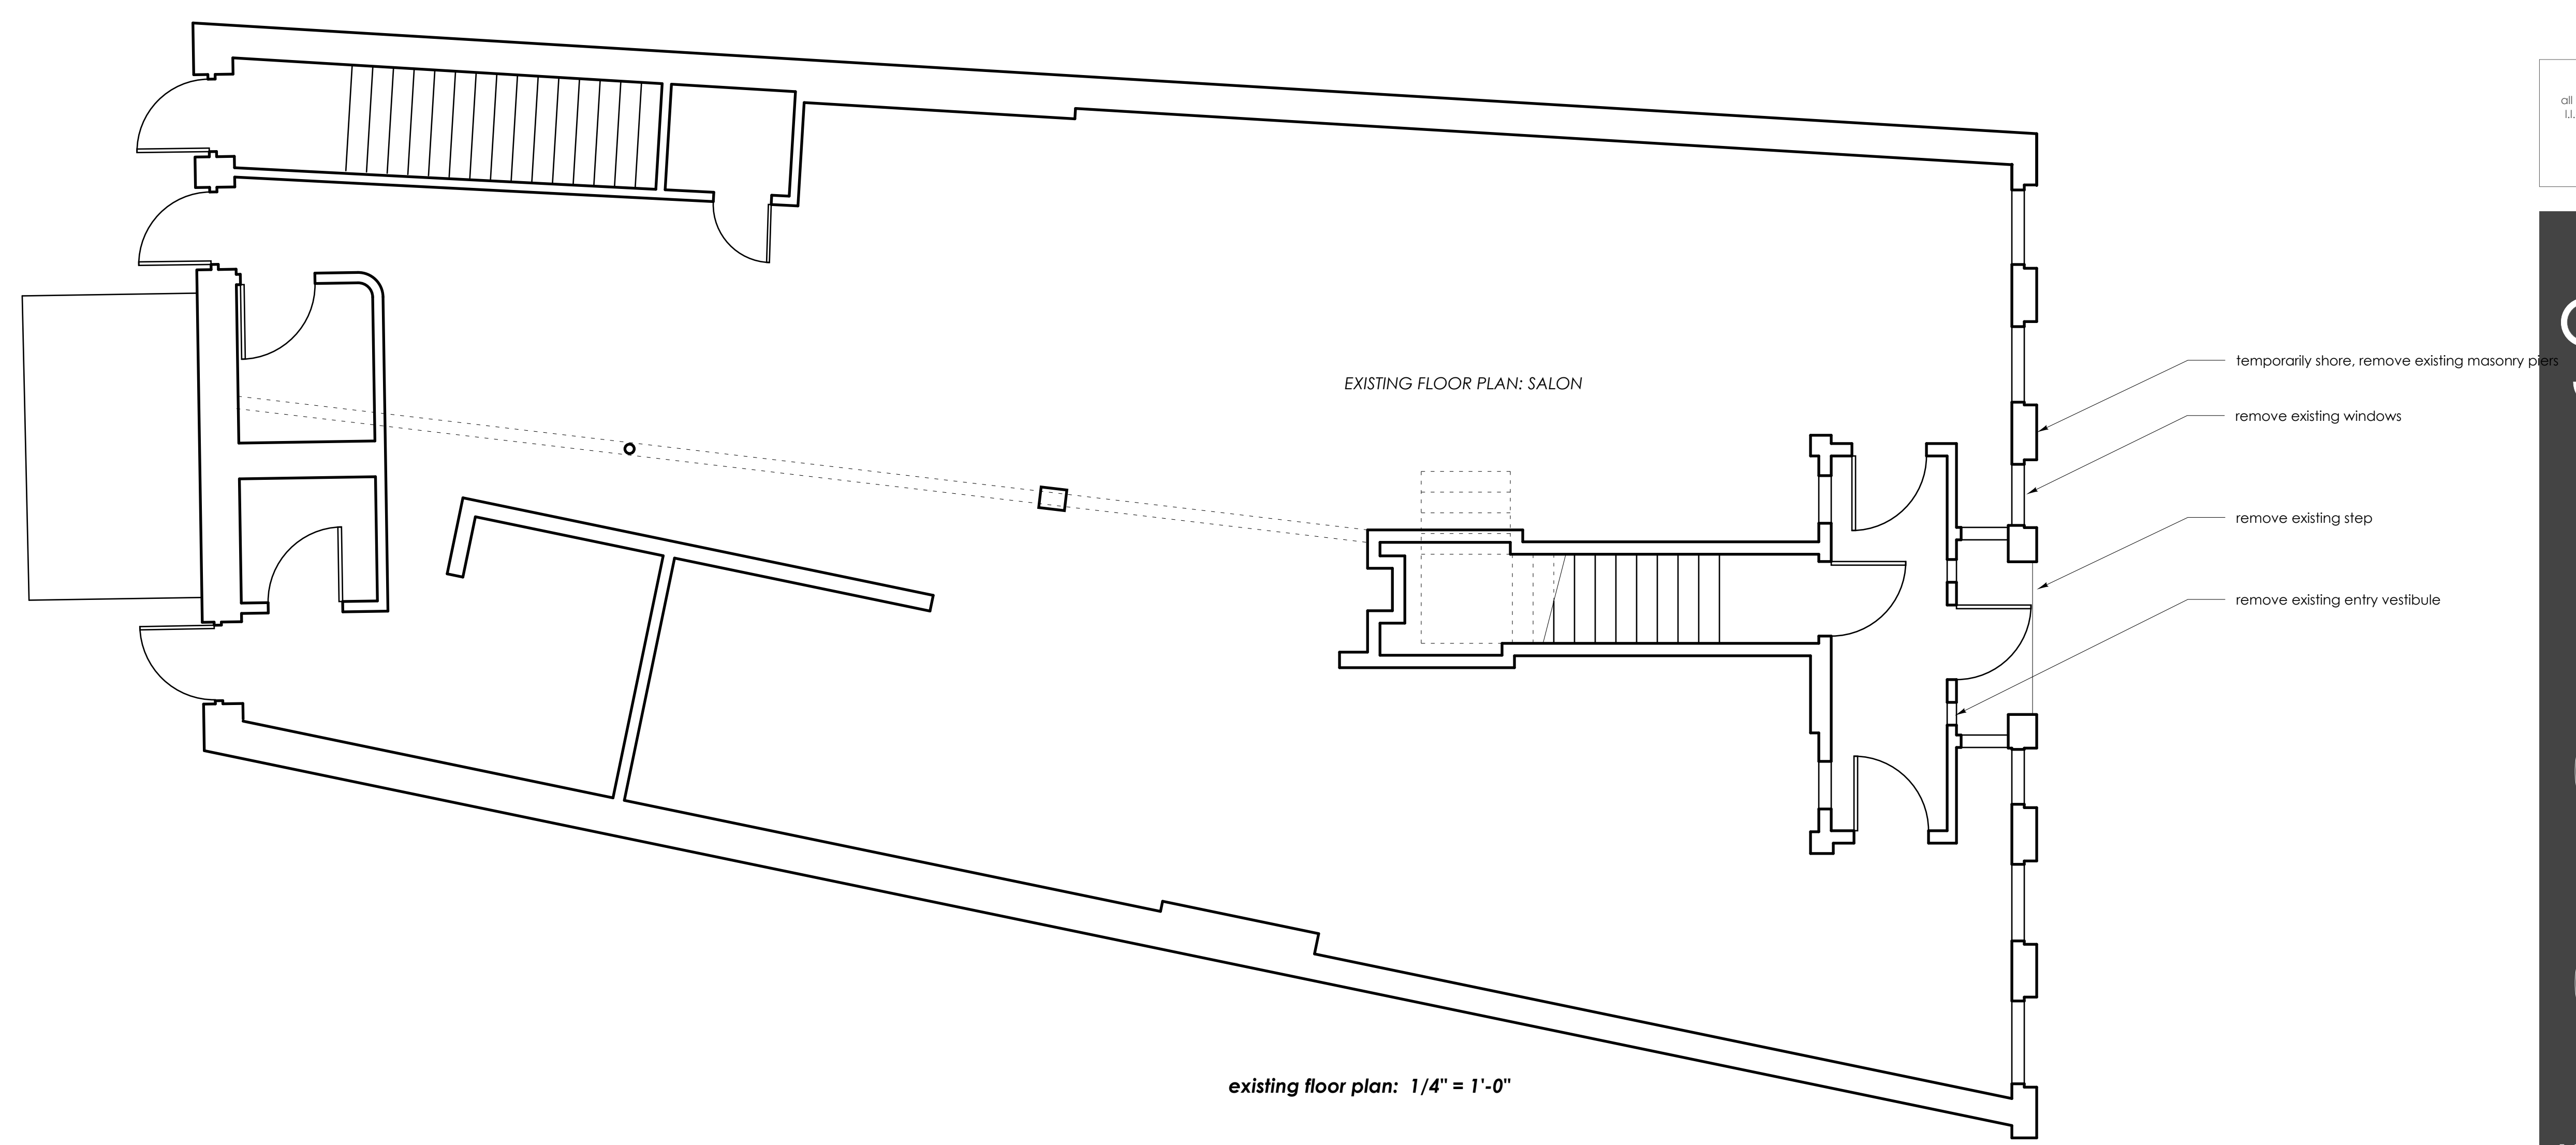 all
l.l.
EXISTING FLOOR PLAN: SALON
temporarily shore, remove existing masonry piers
remove existing windows
remove existing step
remove existing entry vestibule
existing floor plan: 1/4" = 1'-0"